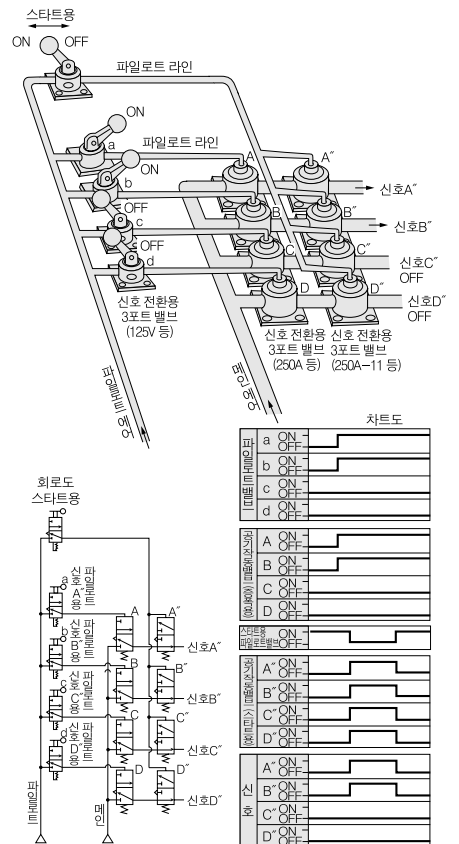 스타트용
ON OFF
파일로트 라인
ON
a
파일로트 라인
ON
b
OFF
c
OFF
d
A
A″
B
B″
C
C″
D
D″
신호A″
신호B″
신호C″
OFF
신호D″
OFF
신호 전환용
3포트 밸브
(125V 등)
신호 전환용
3포트 밸브
(250A 등)
신호 전환용
3포트 밸브
(250A-11 등)
파일로트 에어
메인 에어
차트도
파일로트밸브
a ON OFF
b ON OFF
c ON OFF
d ON OFF
A ON OFF
B ON OFF
C ON OFF
D ON OFF
스타트용
파일로트밸브 ON OFF
A″ ON OFF
B″ ON OFF
C″ ON OFF
D″ ON OFF
신호
A″ ON OFF
B″ ON OFF
C″ ON OFF
D″ ON OFF
회로도
스타트용
a
신호 A″용
파일로트
b
신호 B″용
파일로트
c
신호 C″용
파일로트
d
신호 D″용
파일로트
A
A″
신호A″
B
B″
신호B″
C
C″
신호C″
D
D″
신호D″
파일로트
메인